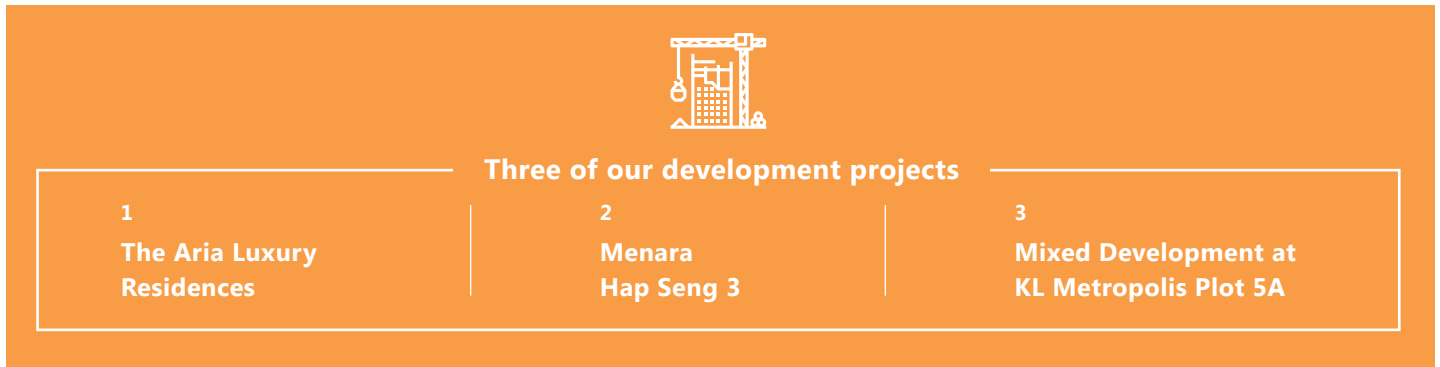 Three of our development projects
1
The Aria Luxury
Residences
2
Menara
Hap Seng 3
3
Mixed Development at
KL Metropolis Plot 5A